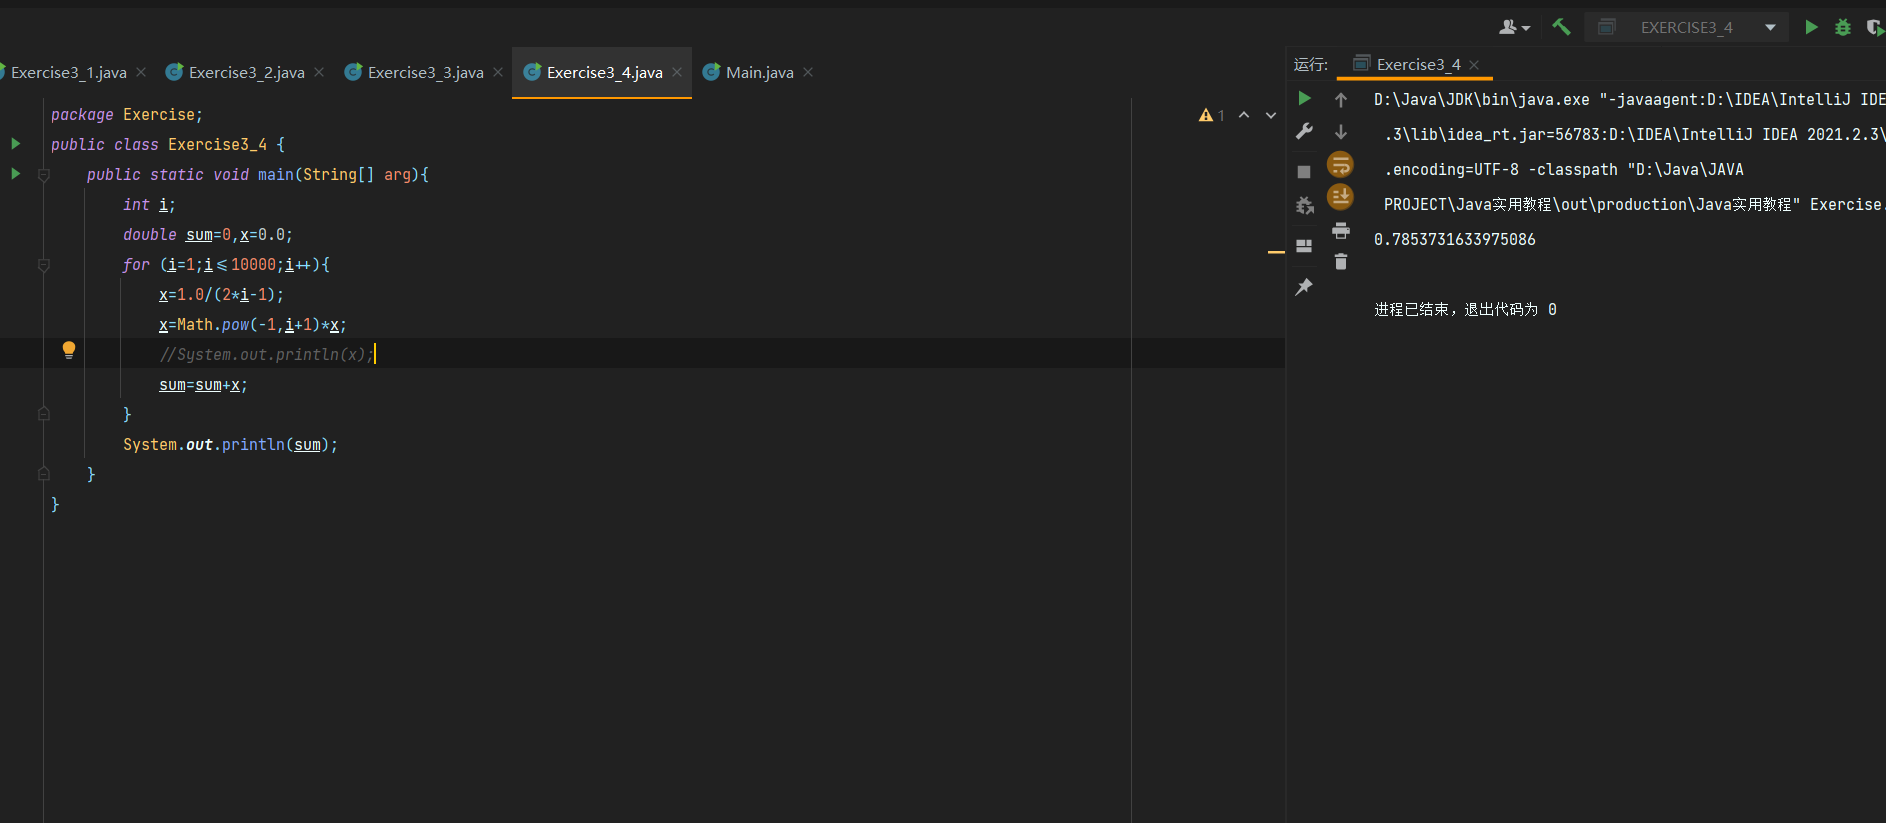 EXERCISE3_4
Exercise3_1.java
Exercise3_2.java
Exercise3_3.java
Exercise3_4.java
Main.java
package Exercise;
public class Exercise3_4 {
public static void main(String[] arg){
int i;
double sum=0,x=0.0;
for (i=1;i<=10000;i++){
x=1.0/(2*i-1);
x=Math.pow(-1,i+1)*x;
//System.out.println(x);
sum=sum+x;
}
System.out.println(sum);
}
}
1
运行:
Exercise3_4
D:\Java\JDK\bin\java.exe "-javaagent:D:\IDEA\IntelliJ IDE
.3\lib\idea_rt.jar=56783:D:\IDEA\IntelliJ IDEA 2021.2.3\
.encoding=UTF-8 -classpath "D:\Java\JAVA
PROJECT\Java实用教程\out\production\Java实用教程" Exercise.
0.7853731633975086
进程已结束，退出代码为 0